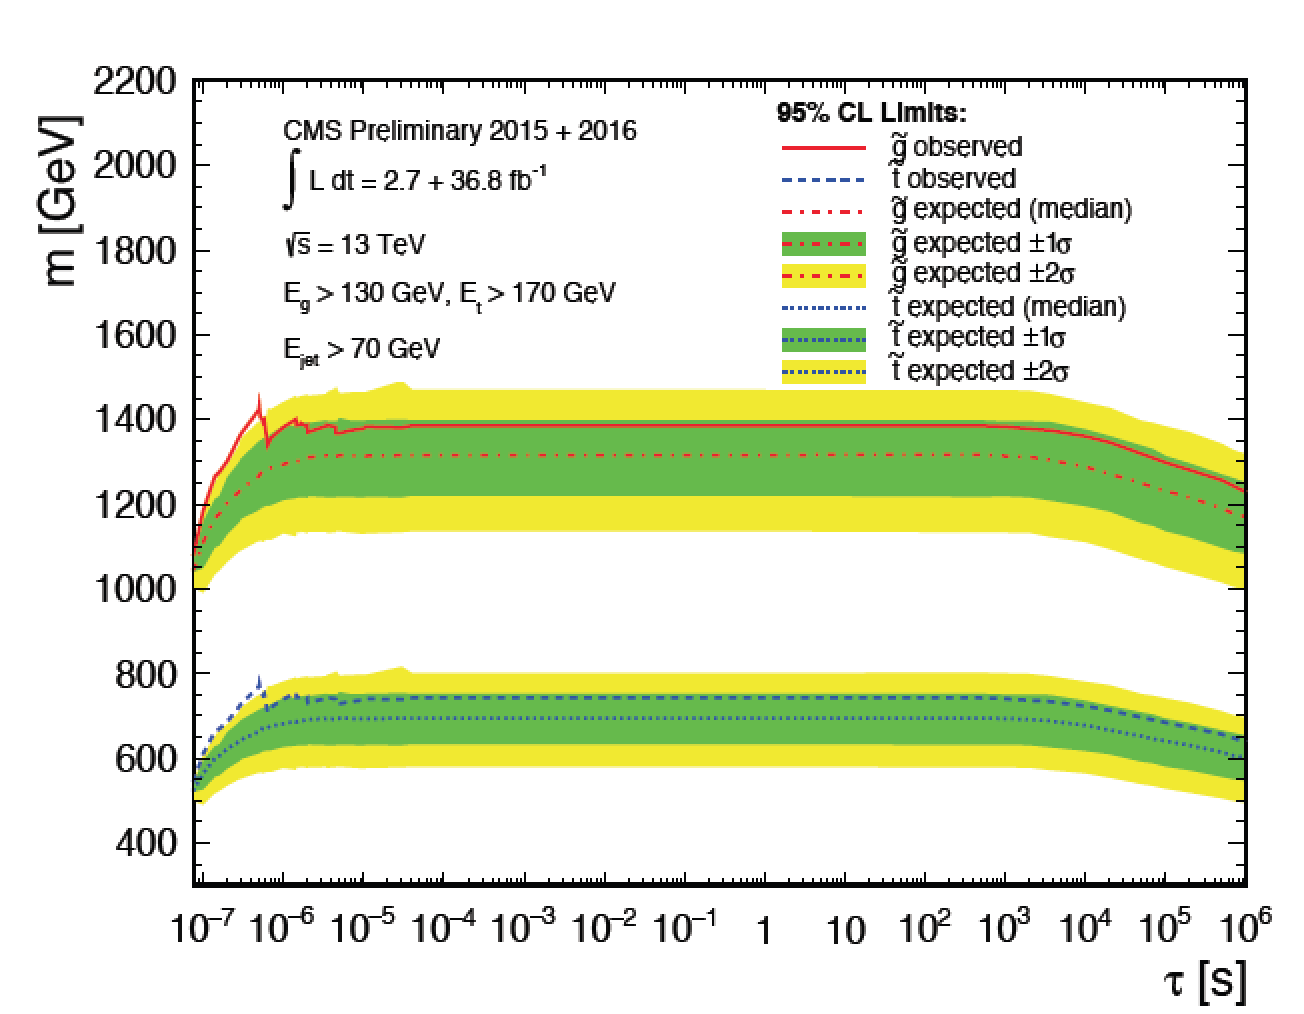 2200
2000
1800
1600
1400
1200
1000
800
600
400
m [GeV]
CMS Preliminary 2015 + 2016
∫ L dt = 2.7 + 36.8 fb⁻¹
√s = 13 TeV
E_g > 130 GeV, E_t > 170 GeV
E_jet > 70 GeV
95% CL Limits:
g̃ observed
t̃ observed
g̃ expected (median)
g̃ expected ±1σ
g̃ expected ±2σ
t̃ expected (median)
t̃ expected ±1σ
t̃ expected ±2σ
10⁻⁷ 10⁻⁶ 10⁻⁵ 10⁻⁴ 10⁻³ 10⁻² 10⁻¹ 1 10 10² 10³ 10⁴ 10⁵ 10⁶
τ [s]